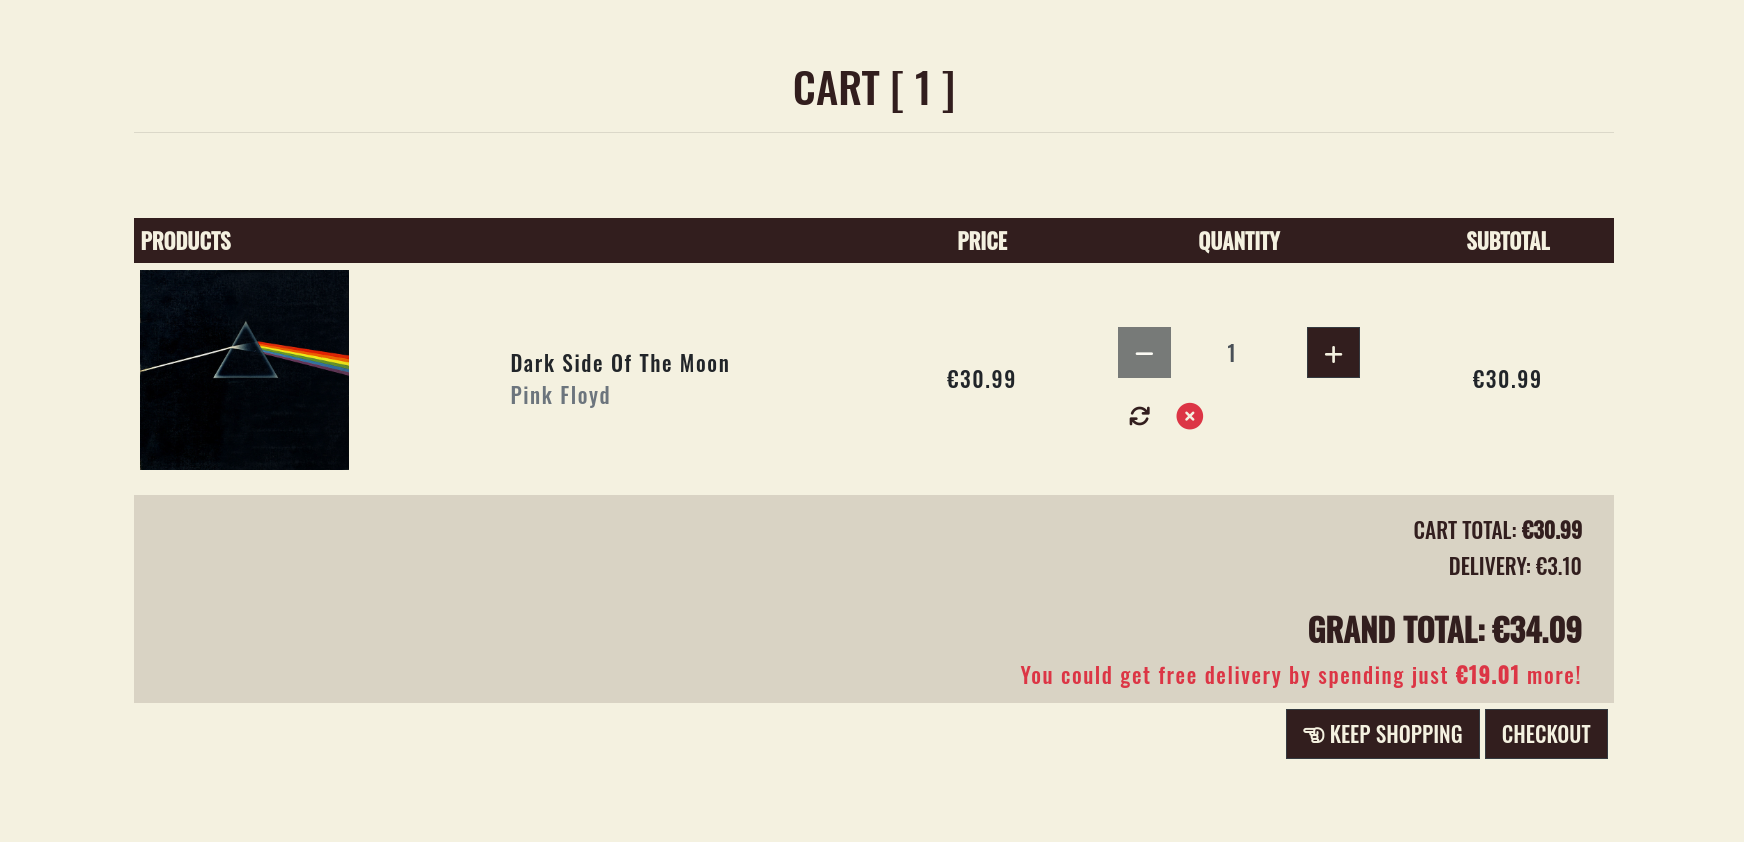 CART [ 1 ]
PRODUCTS PRICE QUANTITY SUBTOTAL
Dark Side Of The Moon
Pink Floyd
€30.99
1
€30.99
CART TOTAL: €30.99
DELIVERY: €3.10
GRAND TOTAL: €34.09
You could get free delivery by spending just €19.01 more!
KEEP SHOPPING CHECKOUT